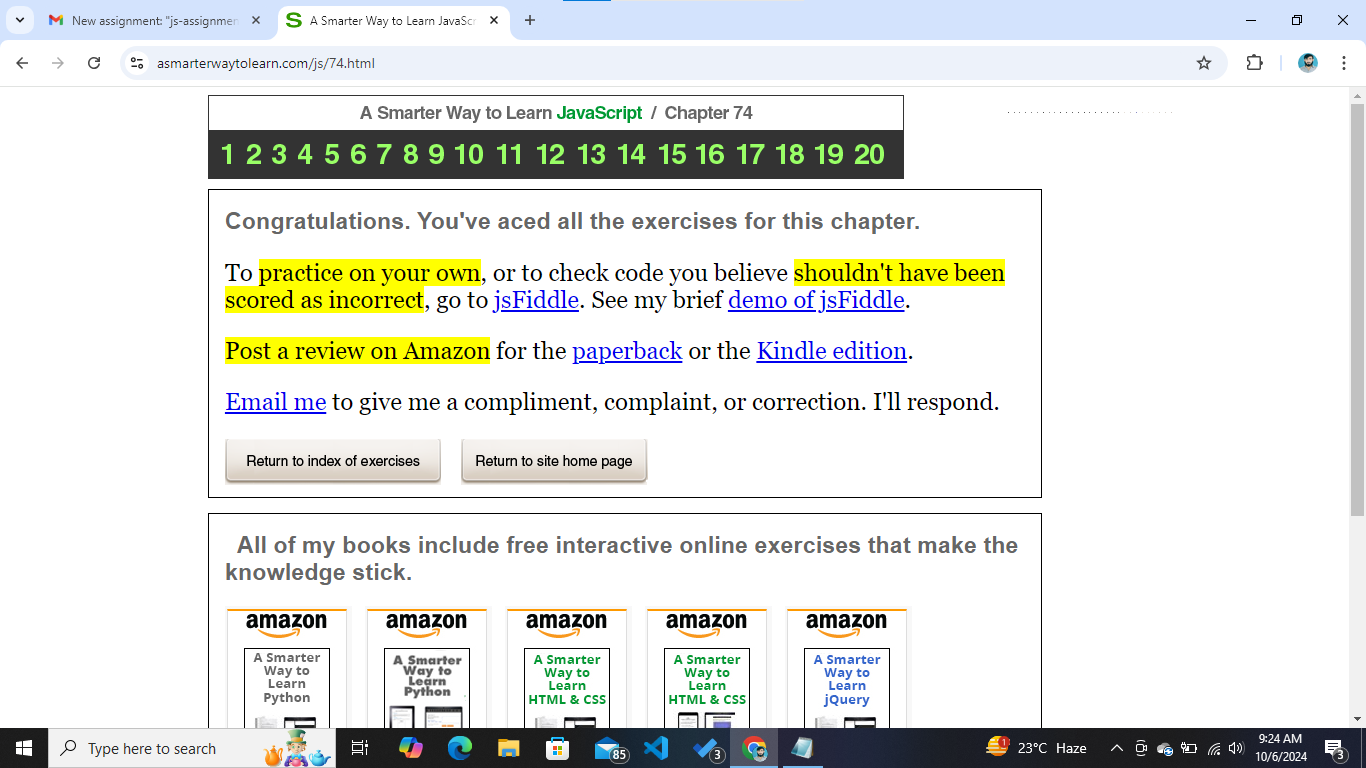 New assignment: "js-assignmen
A Smarter Way to Learn JavaScr
asmarterwaytolearn.com/js/74.html
A Smarter Way to Learn JavaScript / Chapter 74
1 2 3 4 5 6 7 8 9 10 11 12 13 14 15 16 17 18 19 20
Congratulations. You've aced all the exercises for this chapter.
To practice on your own, or to check code you believe shouldn't have been
scored as incorrect, go to jsFiddle. See my brief demo of jsFiddle.
Post a review on Amazon for the paperback or the Kindle edition.
Email me to give me a compliment, complaint, or correction. I'll respond.
Return to index of exercises
Return to site home page
All of my books include free interactive online exercises that make the
knowledge stick.
amazon
A Smarter
Way to
Learn
Python
amazon
A Smarter
Way to
Learn
Python
amazon
A Smarter
Way to
Learn
HTML & CSS
amazon
A Smarter
Way to
Learn
HTML & CSS
amazon
A Smarter
Way to
Learn
jQuery
Type here to search
85
3
23°C Haze
9:24 AM
10/6/2024
3